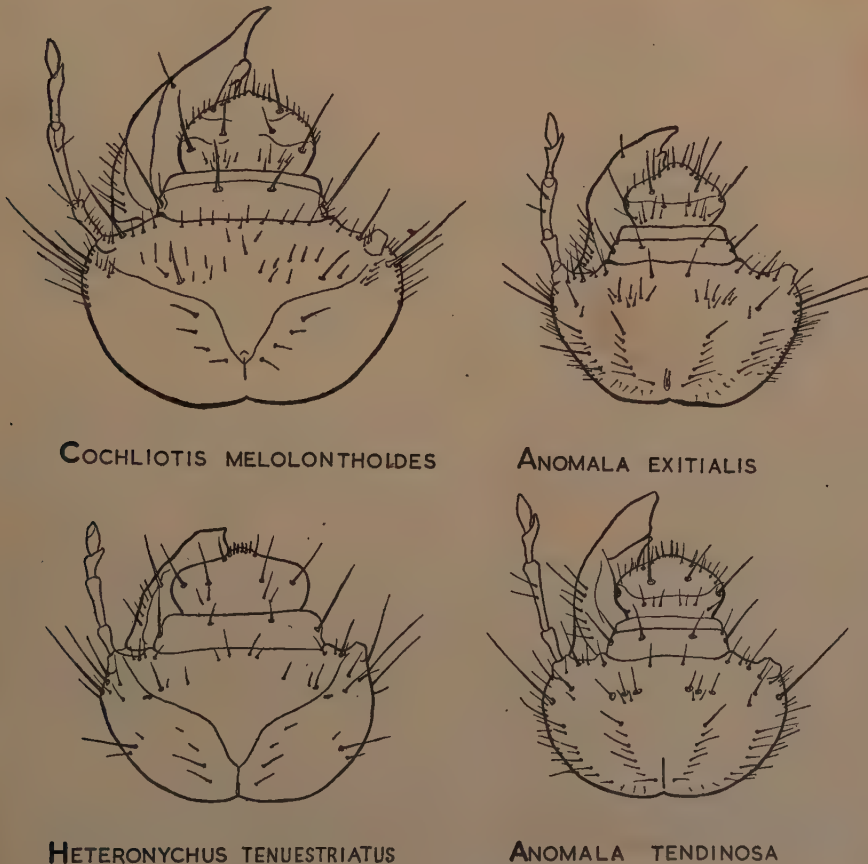 COCHLIOTIS MELOLONTHOIDES
ANOMALA EXITIALIS
HETERONYCHUS TENUESTRIATUS
ANOMALA TENDINOSA